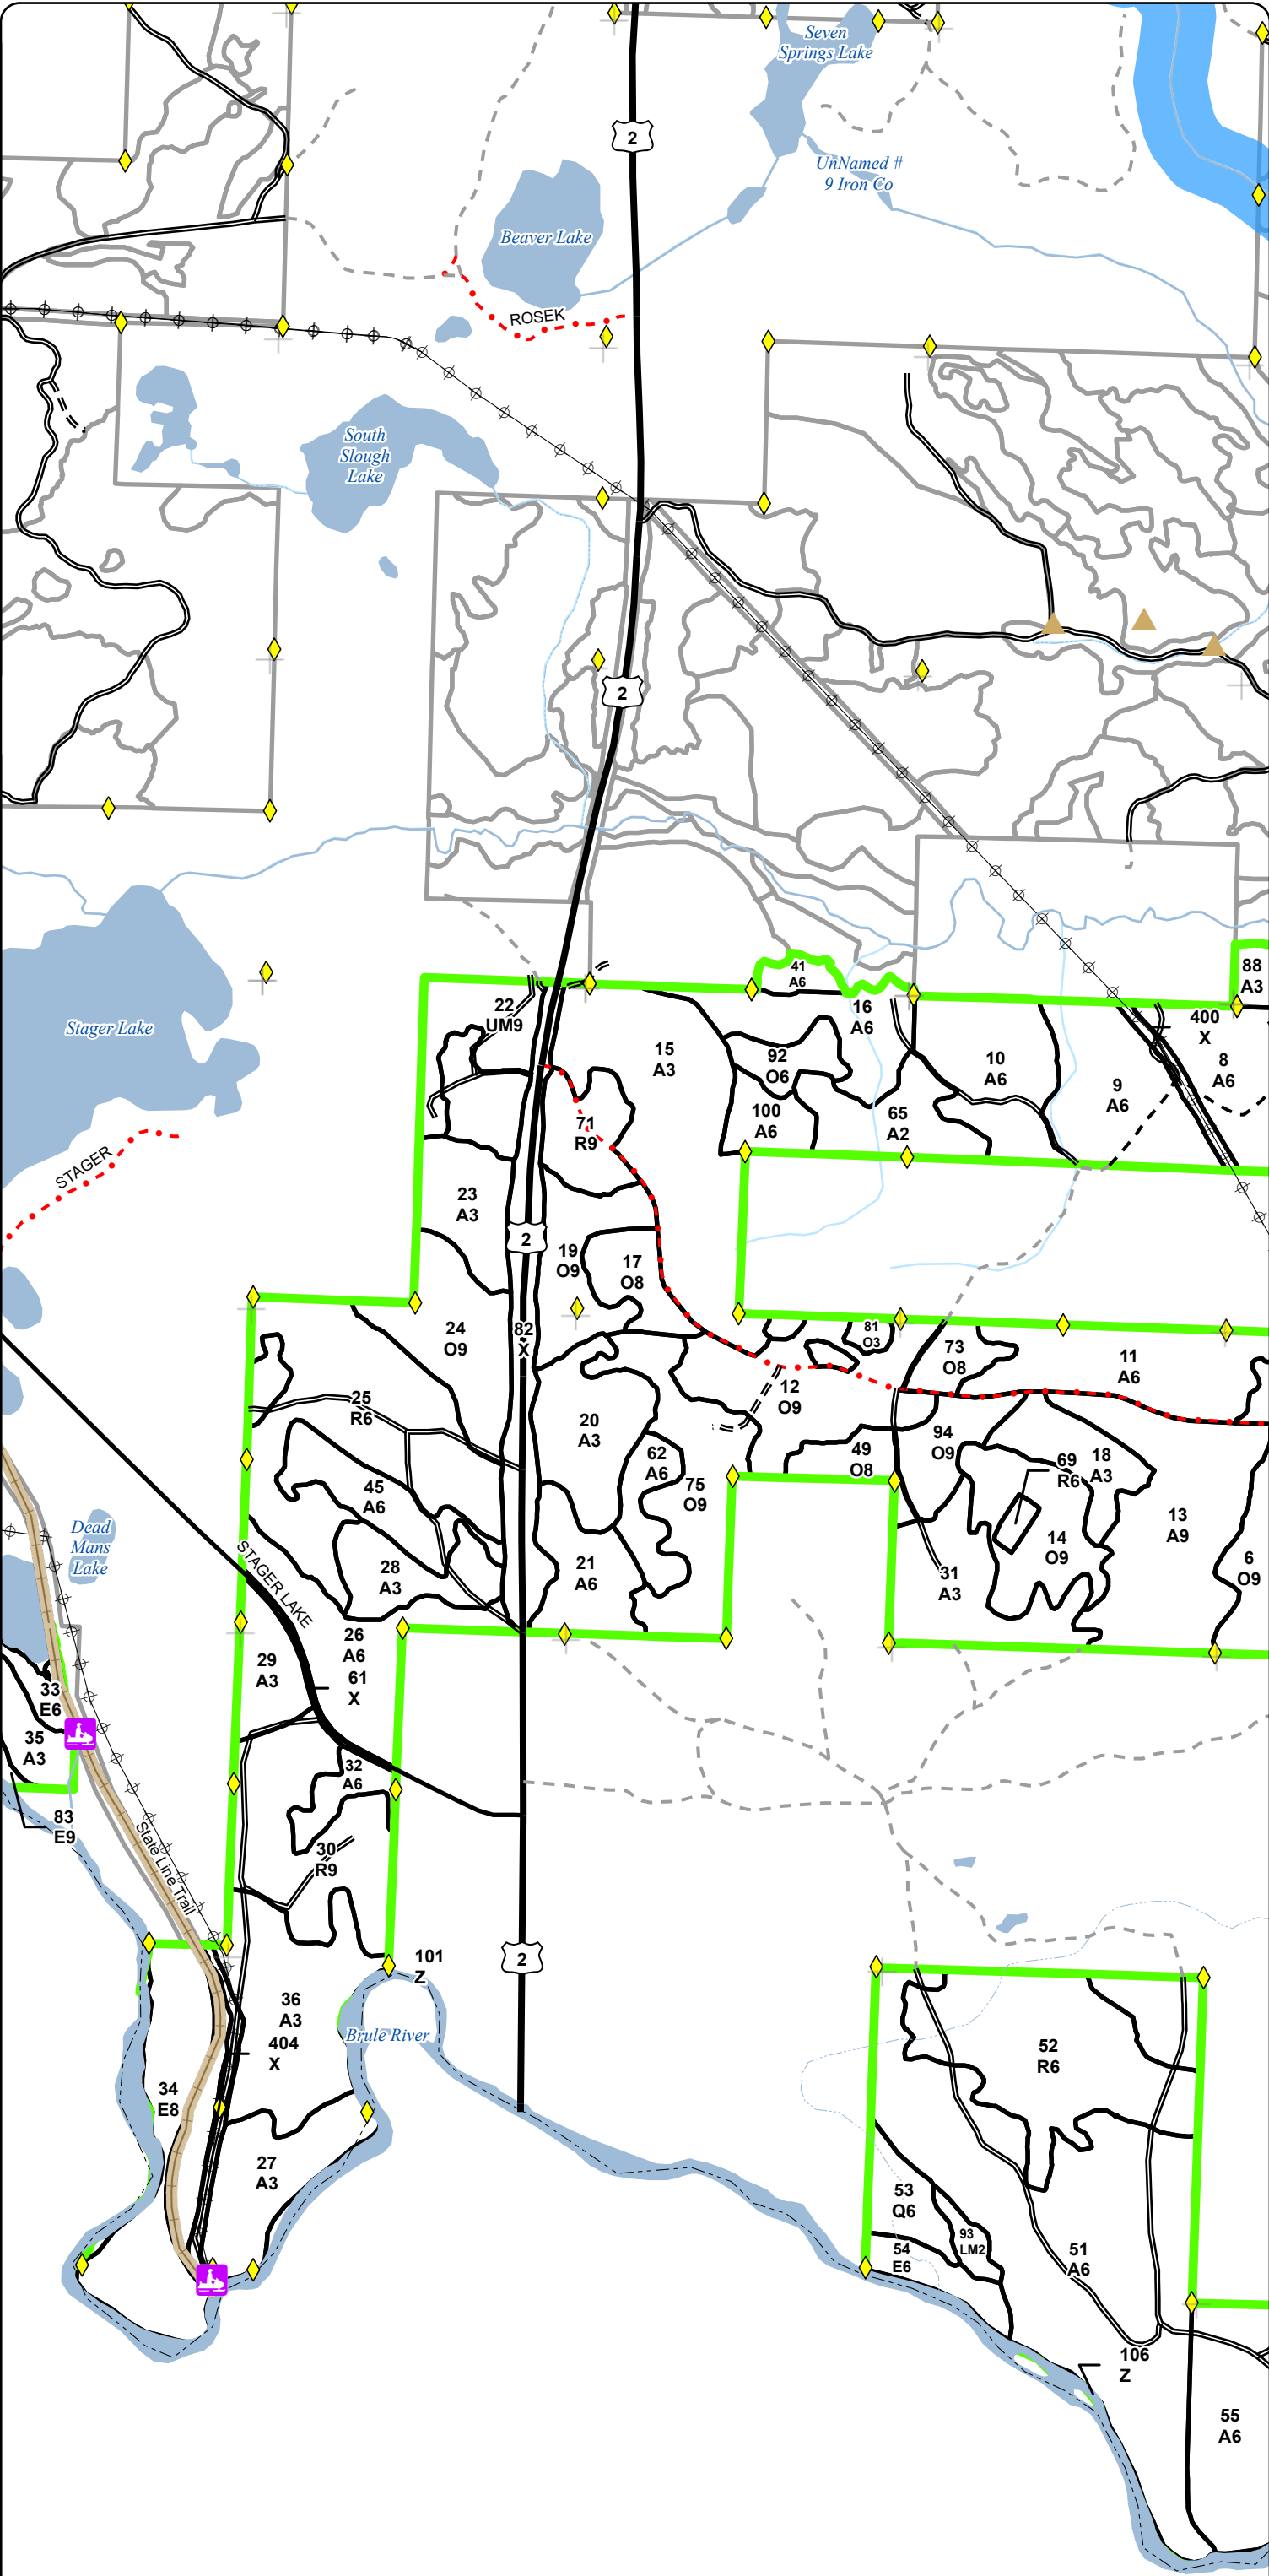 Seven
Springs Lake
2
UnNamed #
9 Iron Co
Beaver Lake
ROSEK
South
Slough
Lake
2
41
A6
88
A3
22
UM9
16
A6
400
X
15
A3
92
O6
10
A6
8
A6
9
A6
Stager Lake
100
A6
65
A2
71
R9
STAGER
23
A3
2
19
O9
17
O8
24
O9
82
X
81
O3
73
O8
11
A6
12
O9
25
R6
20
A3
94
O9
49
O8
62
A6
69
R6
18
A3
75
O9
45
A6
13
A9
Dead
Mans
Lake
14
O9
28
A3
21
A6
6
O9
31
A3
STAGER LAKE
26
A6
29
A3
61
X
33
E6
35
A3
32
A6
83
E9
State Line Trail
30
R9
101
Z
2
36
A3
Brule River
404
X
52
R6
34
E8
27
A3
53
Q6
93
LM2
54
E6
51
A6
106
Z
55
A6